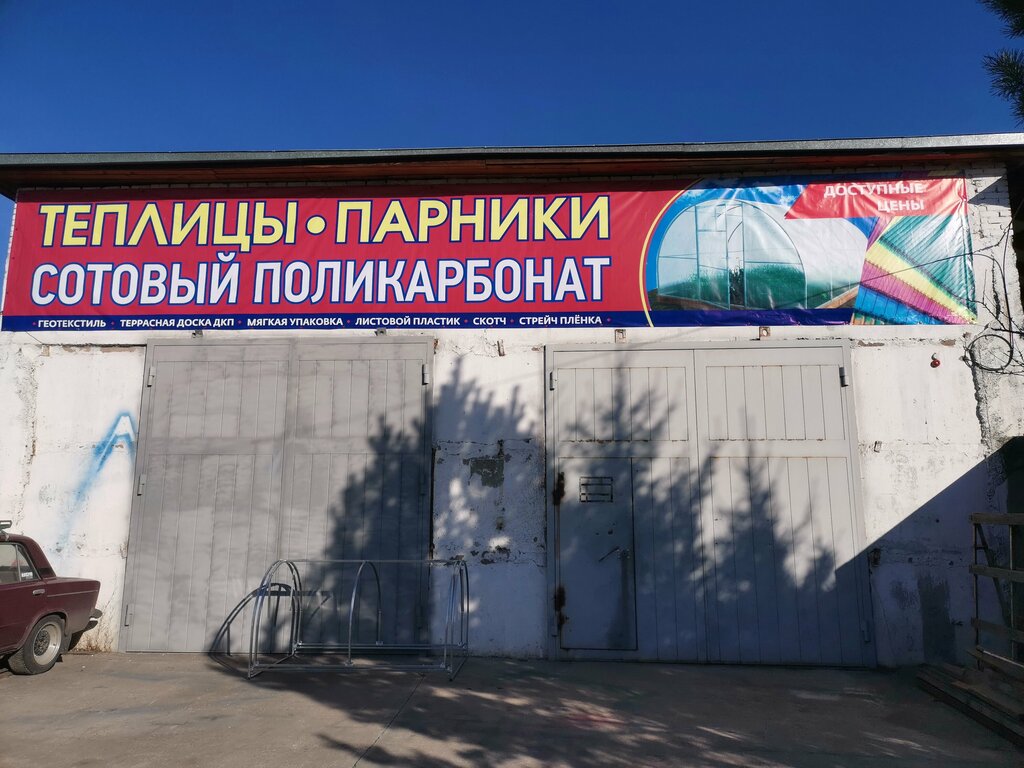 ТЕПЛИЦЫ • ПАРНИКИ
СОТОВЫЙ ПОЛИКАРБОНАТ
• ГЕОТЕКСТИЛЬ • ТЕРРАСНАЯ ДОСКА ДКП • МЯГКАЯ УПАКОВКА • ЛИСТОВОЙ ПЛАСТИК • СКОТЧ • СТРЕЙЧ ПЛЁНКА •
ДОСТУПНЫЕ
ЦЕНЫ